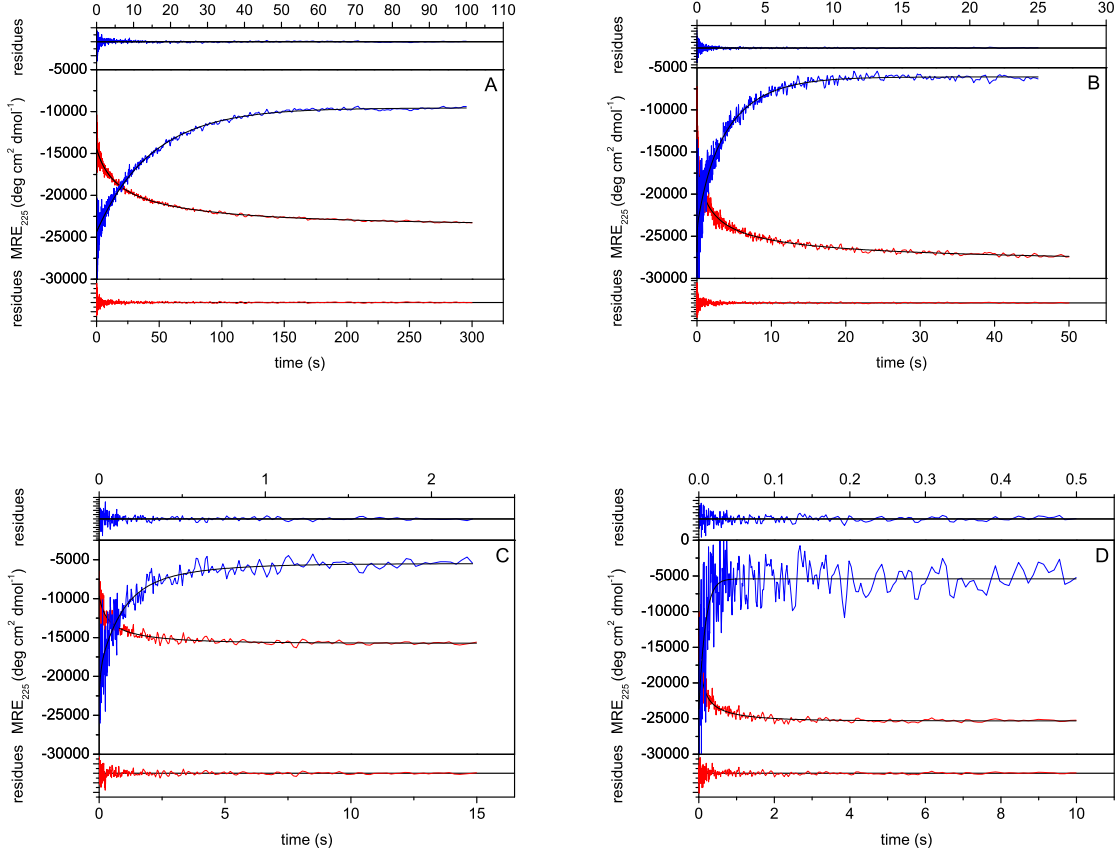 0 10 20 30 40 50 60 70 80 90 100 110
residues
-5000
A
-10000
-15000
-20000
-25000
-30000
MRE225 (deg cm2 dmol-1)
residues
0 50 100 150 200 250 300
time (s)
0 5 10 15 20 25 30
residues
-5000
B
-10000
-15000
-20000
-25000
-30000
MRE225 (deg cm2 dmol-1)
residues
0 10 20 30 40 50
time (s)
0 1 2
residues
C
-5000
-10000
-15000
-20000
-25000
-30000
MRE225 (deg cm2 dmol-1)
residues
0 5 10 15
time (s)
0.0 0.1 0.2 0.3 0.4 0.5
residues
0
D
-5000
-10000
-15000
-20000
-25000
-30000
MRE225 (deg cm2 dmol-1)
residues
0 2 4 6 8 10
time (s)